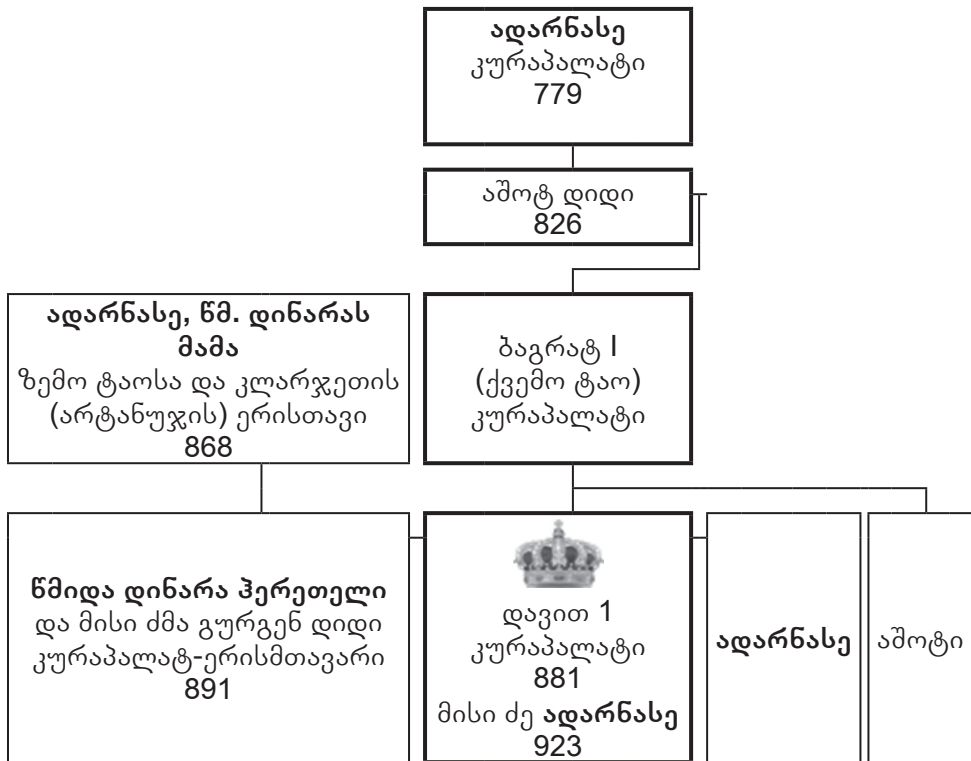 ადარნასე
კურაპალატი
779
აშოტ დიდი
826
ადარნასე, წმ. დინარას
მამა
ზემო ტაოსა და კლარჯეთის
(არტანუჯის) ერისთავი
868
ბაგრატ I
(ქვემო ტაო)
კურაპალატი
წმიდა დინარა ჰერეთელი
და მისი ძმა გურგენ დიდი
კურაპალატ-ერისმთავარი
891
დავით 1
კურაპალატი
881
მისი ძე ადარნასე
923
ადარნასე
აშოტი